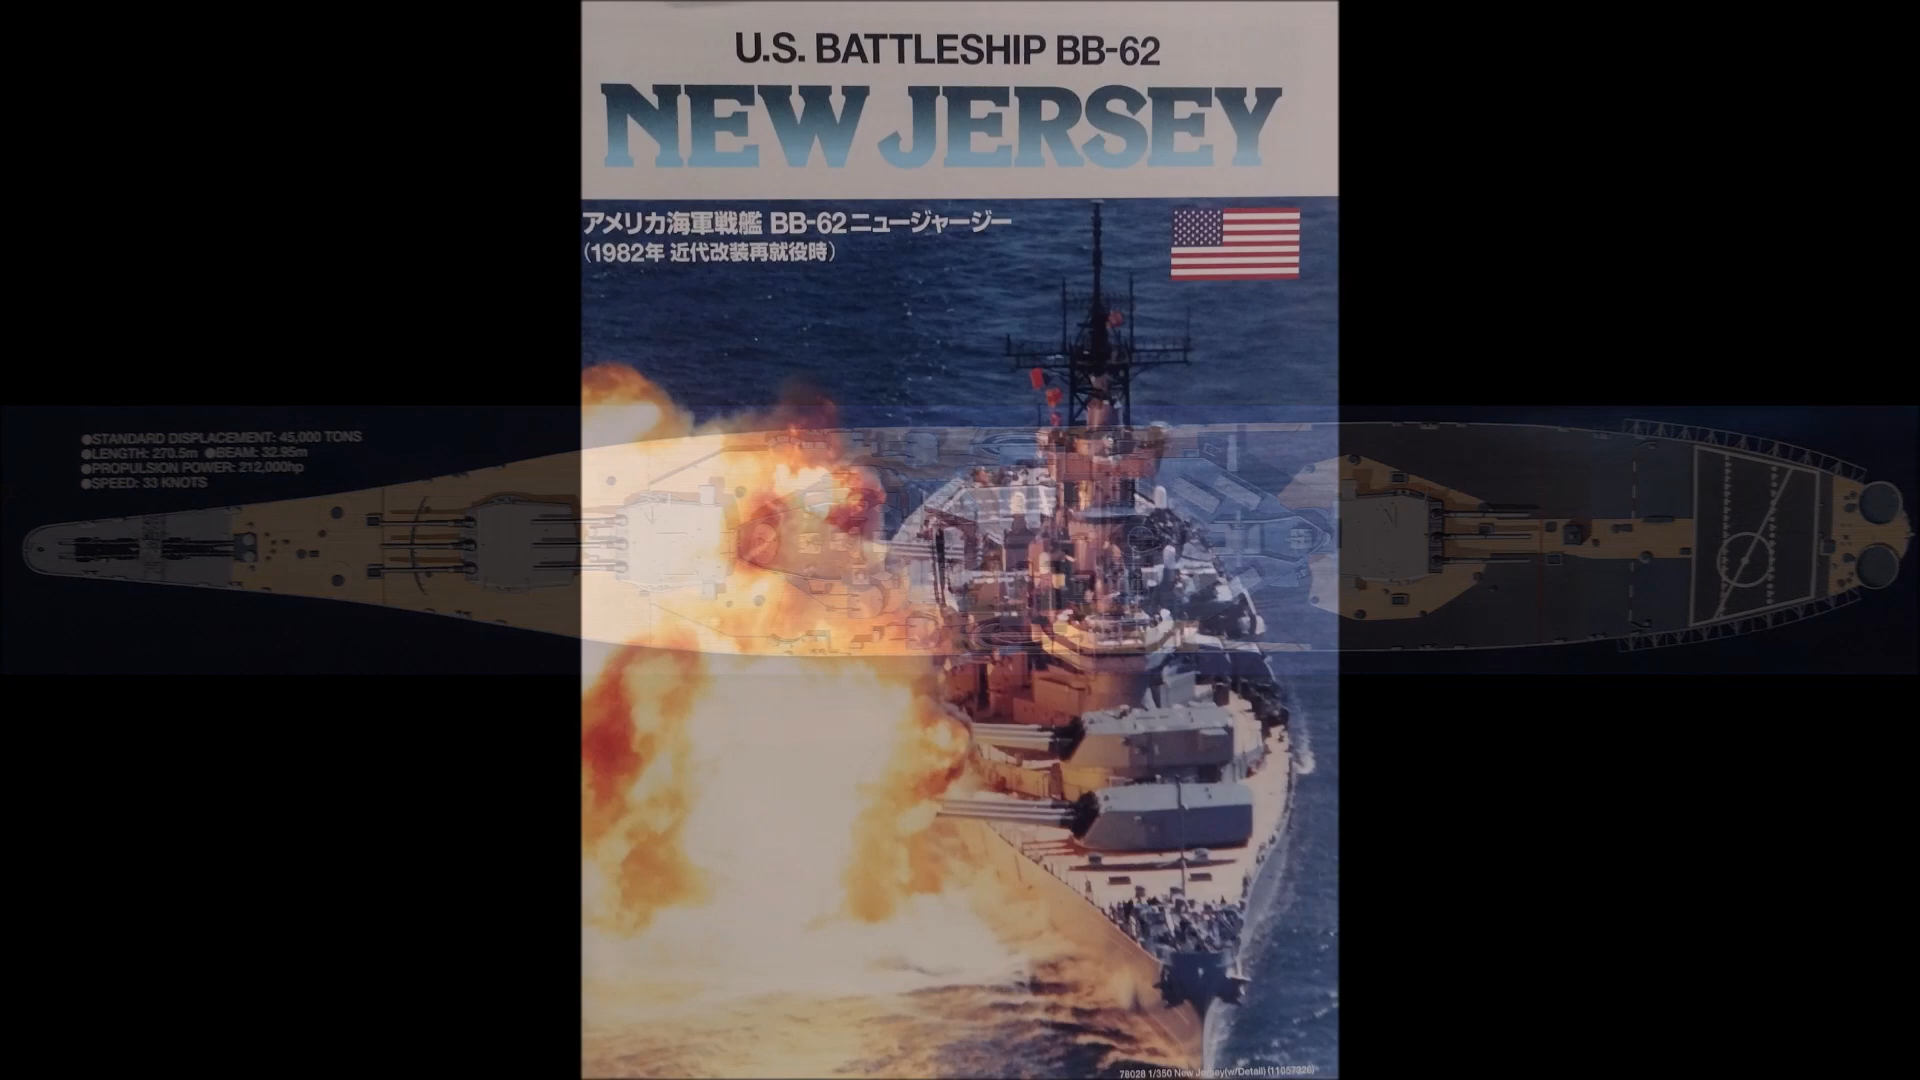 U.S. BATTLESHIP BB-62
NEW JERSEY
アメリカ海軍戦艦 BB-62 ニュージャージー
(1982年 近代改装再就役時)
●STANDARD DISPLACEMENT: 45,000 TONS
●LENGTH: 270.5m ●BEAM: 32.95m
●PROPULSION POWER: 212,000hp
●SPEED: 33 KNOTS
78028 1/350 New Jersey(w/Detail) (11057328)